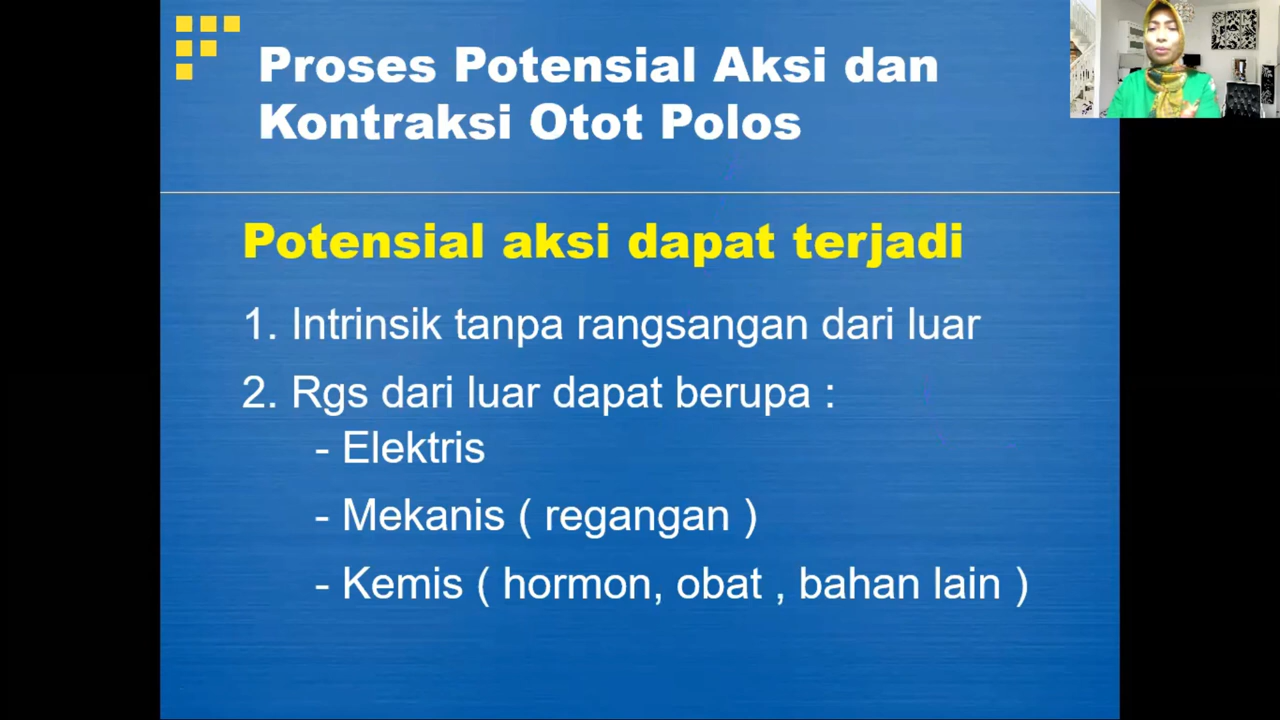 Proses Potensial Aksi dan
Kontraksi Otot Polos
Potensial aksi dapat terjadi
1. Intrinsik tanpa rangsangan dari luar
2. Rgs dari luar dapat berupa :
- Elektris
- Mekanis ( regangan )
- Kemis ( hormon, obat , bahan lain )